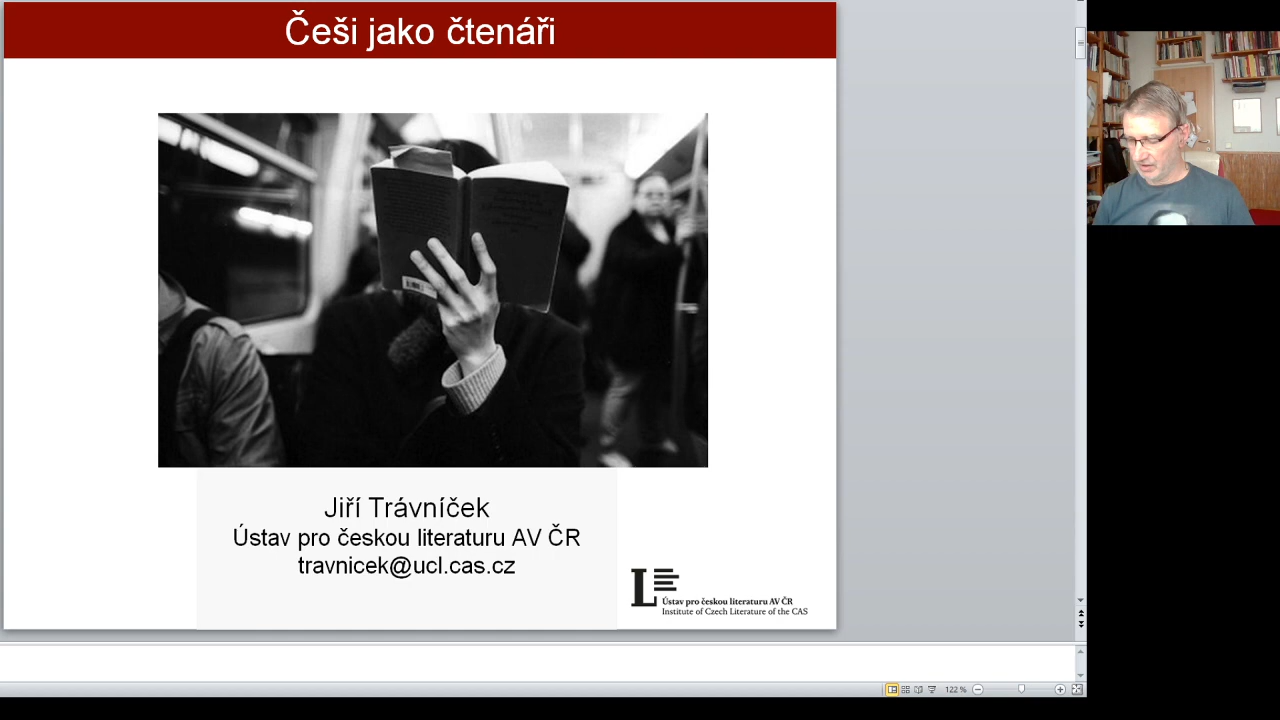 Češi jako čtenáři
Jiří Trávníček
Ústav pro českou literaturu AV ČR
travnicek@ucl.cas.cz
Ústav pro českou literaturu AV ČR
Institute of Czech Literature of the CAS
122 %